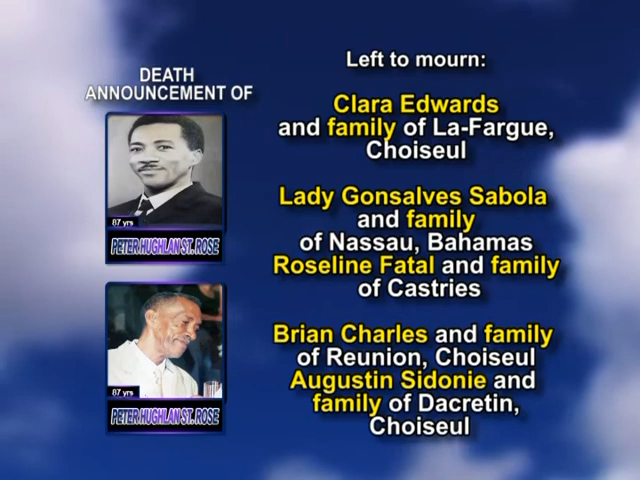 DEATH
ANNOUNCEMENT OF
87 yrs
PETER HUGHLAN ST. ROSE
87 yrs
PETER HUGHLAN ST. ROSE
Left to mourn:
Clara Edwards
and family of La-Fargue,
Choiseul
Lady Gonsalves Sabola
and family
of Nassau, Bahamas
Roseline Fatal and family
of Castries
Brian Charles and family
of Reunion, Choiseul
Augustin Sidonie and
family of Dacretin,
Choiseul